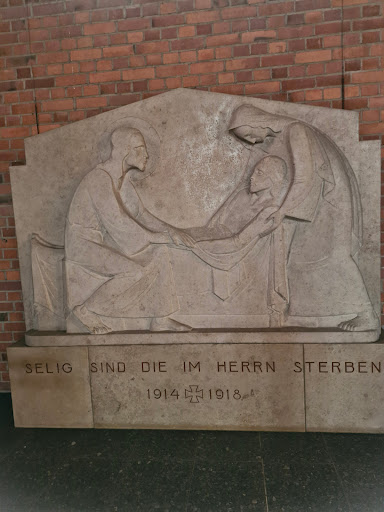 SELIG SIND DIE IM HERRN STERBEN
1914 ✠ 1918